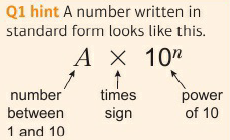 Q1 hint A number written in
standard form looks like this.
A × 10ⁿ
number times power
between sign of 10
1 and 10